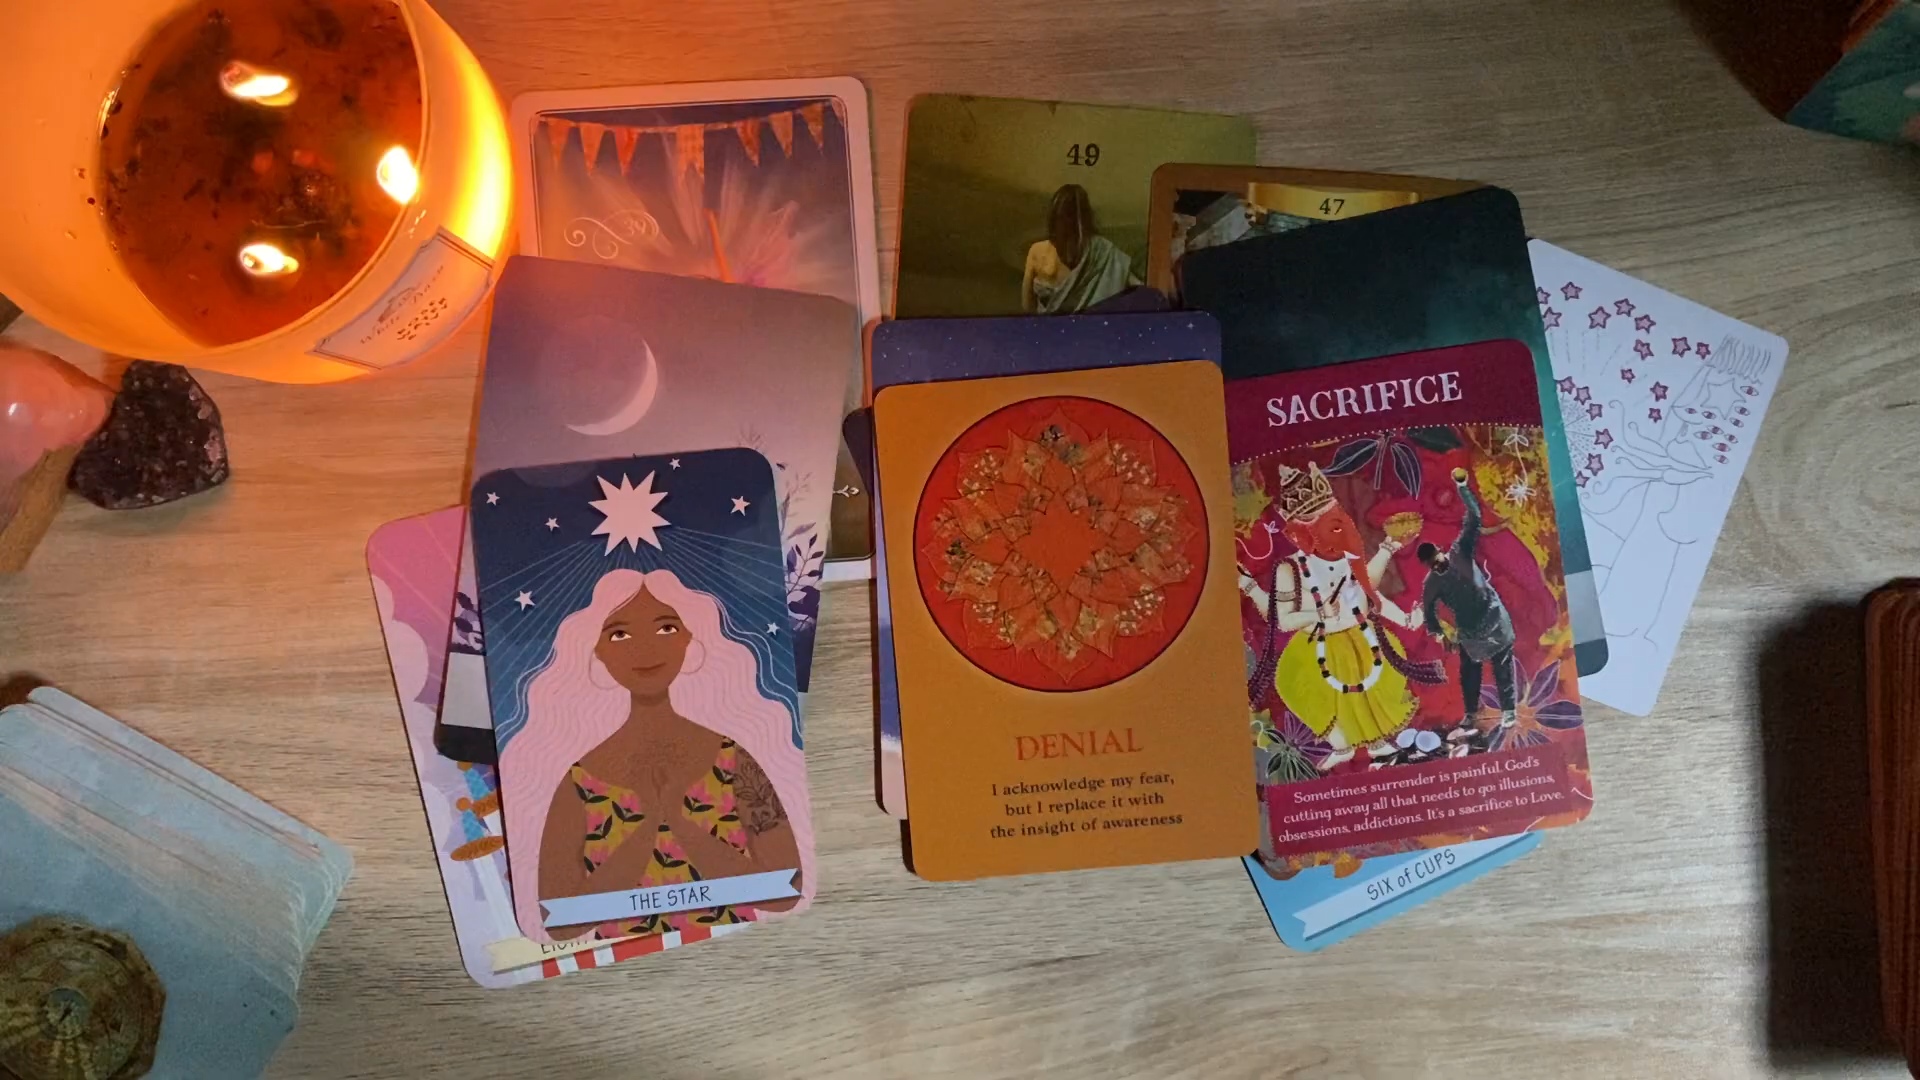 39
49
47
SACRIFICE
DENIAL
I acknowledge my fear,
but I replace it with
the insight of awareness
Sometimes surrender is painful. God's
cutting away all that needs to go: illusions,
obsessions, addictions. It's a sacrifice to Love.
SIX of CUPS
THE STAR